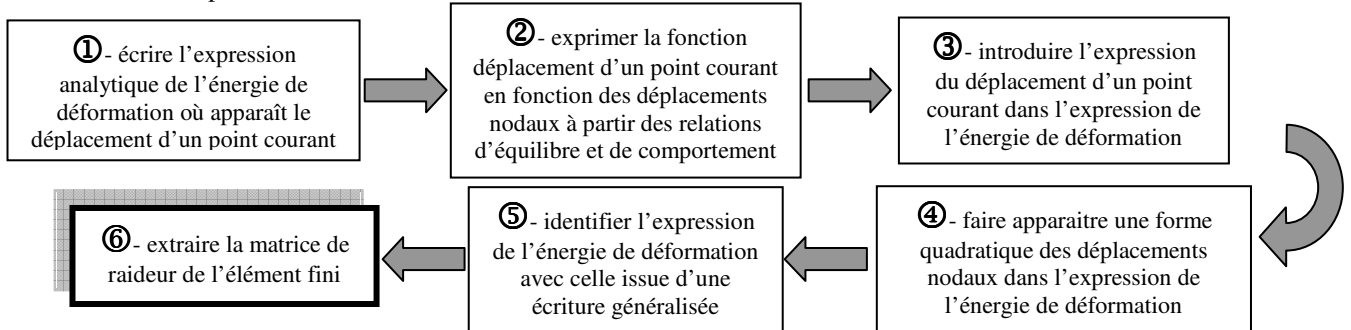 ① - écrire l’expression
analytique de l’énergie de
déformation où apparaît le
déplacement d’un point courant
② - exprimer la fonction
déplacement d’un point courant
en fonction des déplacements
nodaux à partir des relations
d’équilibre et de comportement
③ - introduire l’expression
du déplacement d’un point
courant dans l’expression de
l’énergie de déformation
④ - faire apparaitre une forme
quadratique des déplacements
nodaux dans l’expression de
l’énergie de déformation
⑤ - identifier l’expression
de l’énergie de déformation
avec celle issue d’une
écriture généralisée
⑥ - extraire la matrice de
raideur de l’élément fini